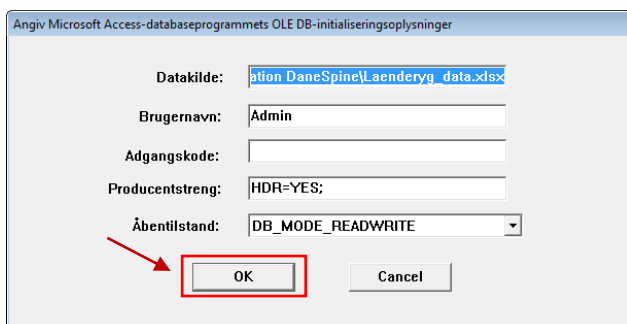 Angiv Microsoft Access-databaseprogrammets OLE DB-initialiseringsoplysninger
Datakilde: ation DaneSpine\Laenderyg_data.xlsx
Brugernavn: Admin
Adgangskode:
Producentstreng: HDR=YES;
Åbentilstand: DB_MODE_READWRITE
OK Cancel